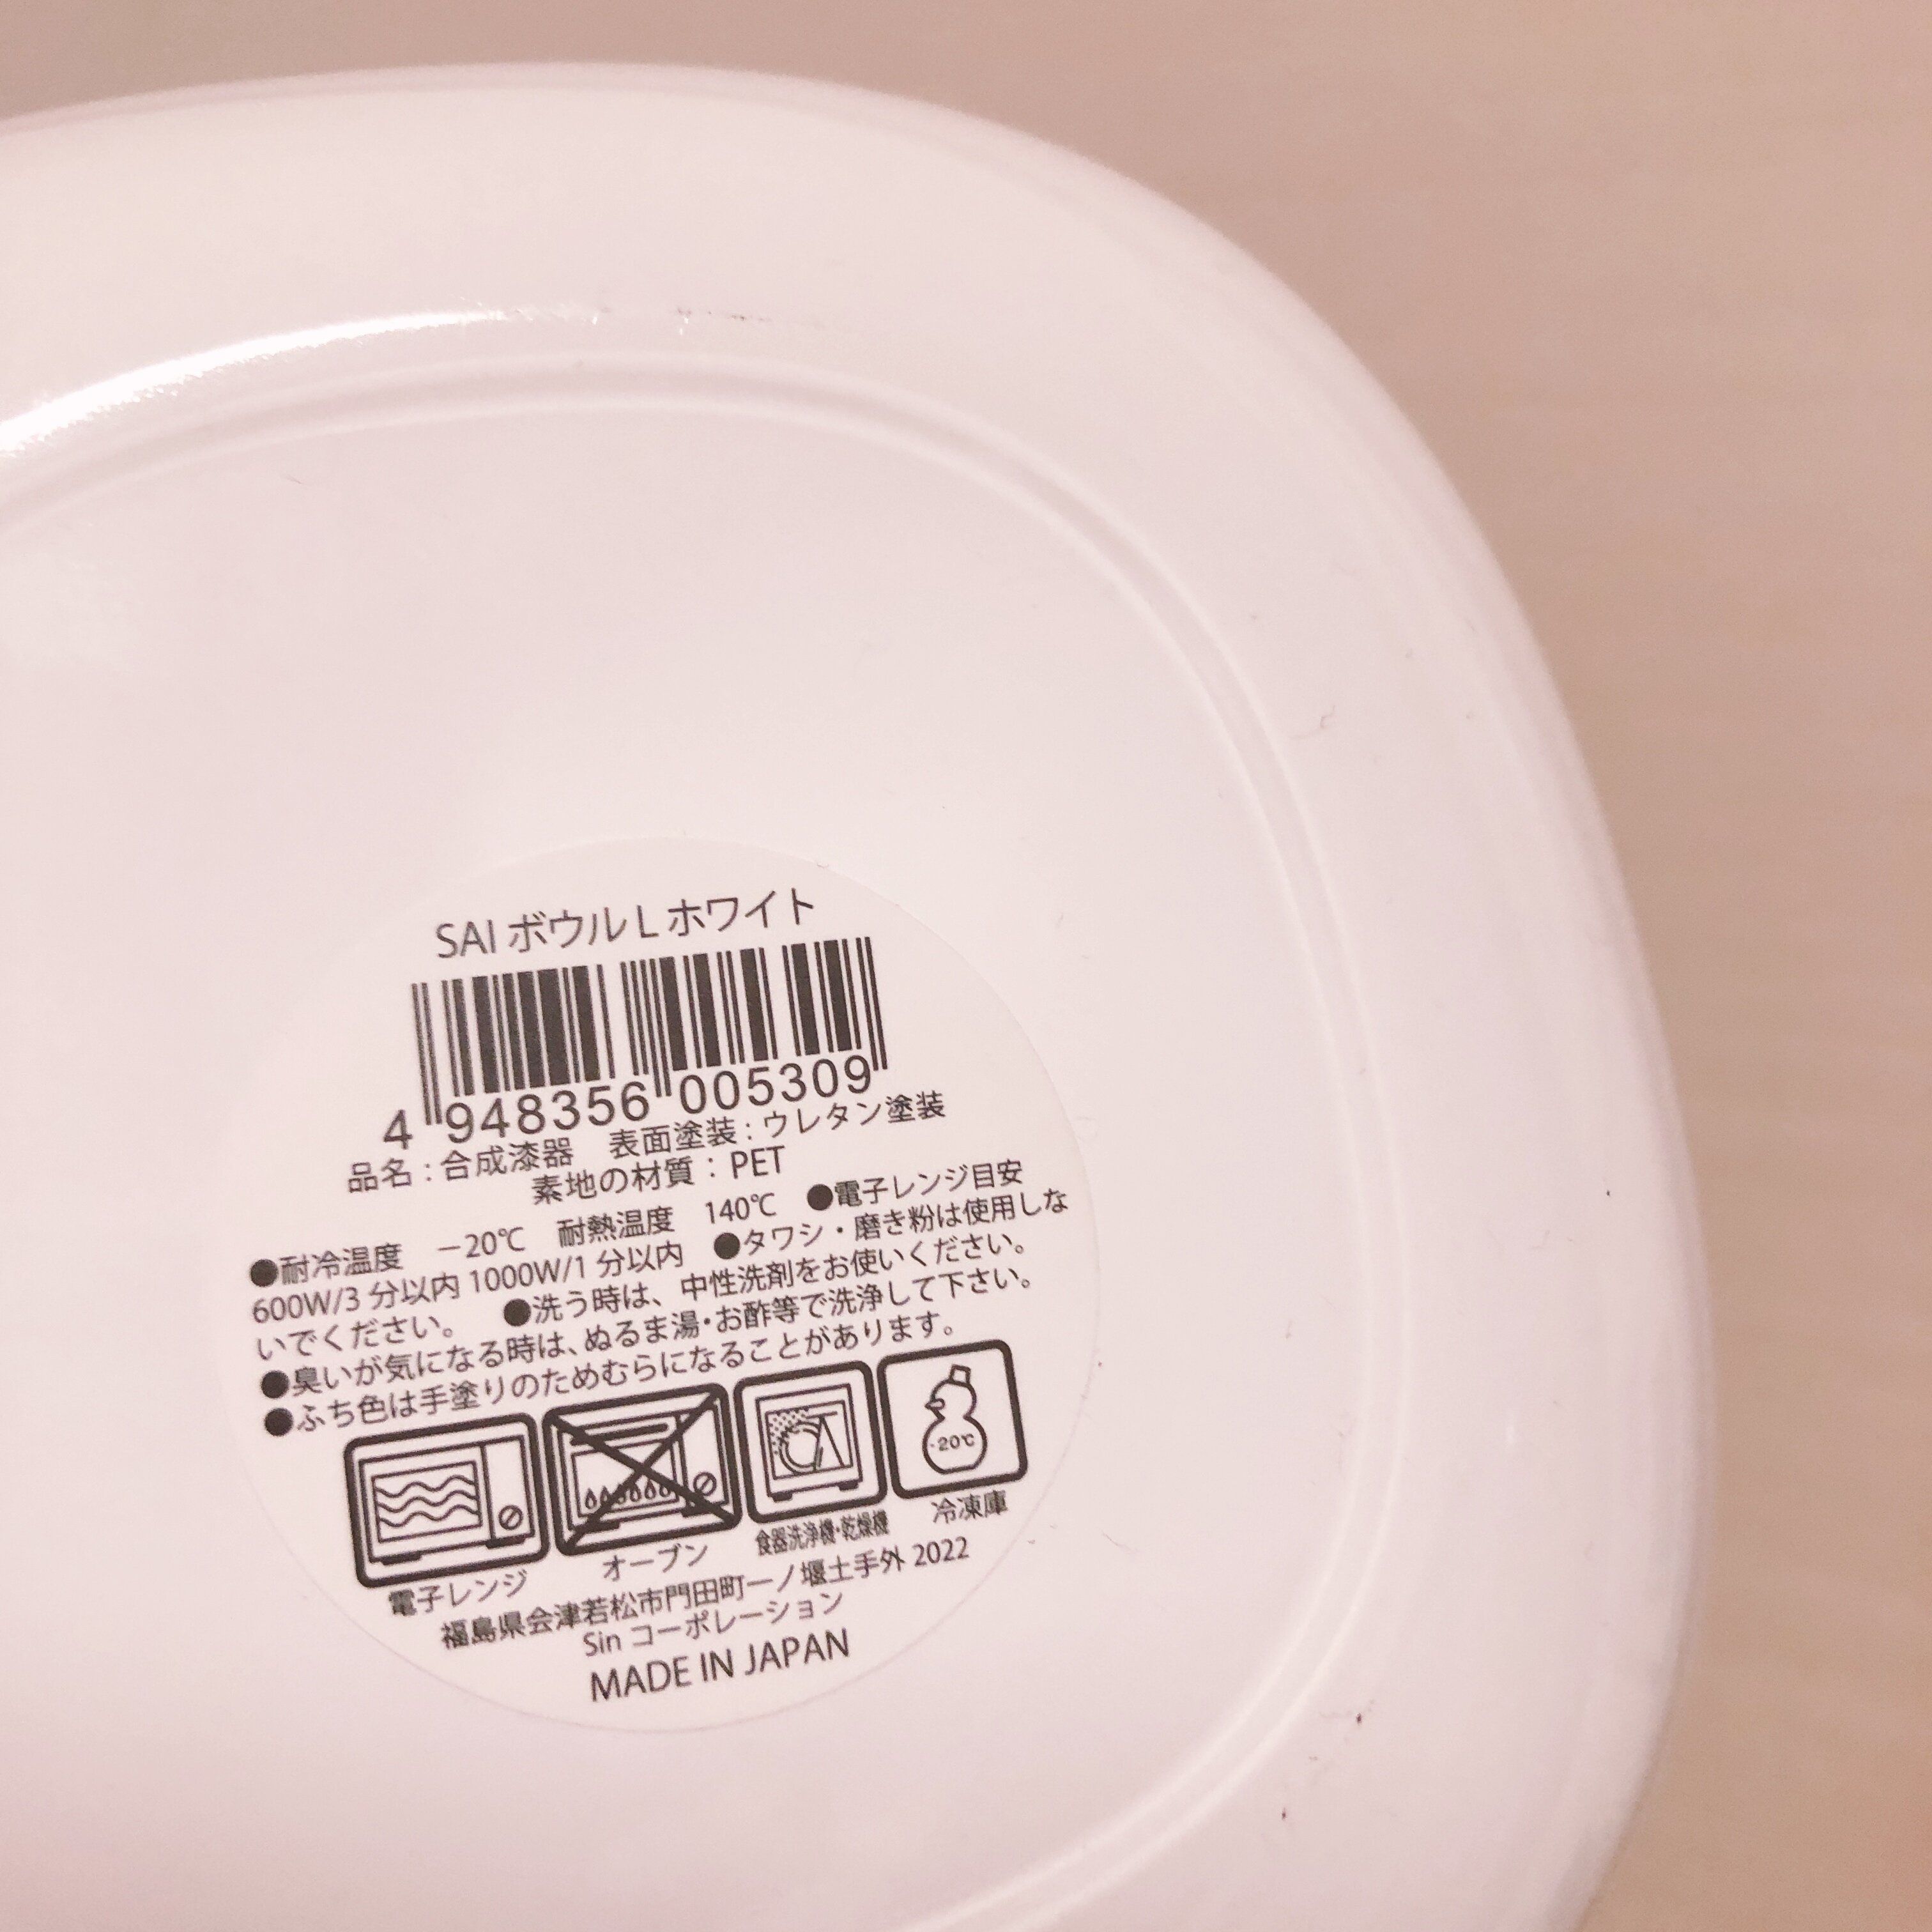 SAI ボウル L ホワイト
4 948356 005309
品名：合成漆器　表面塗装：ウレタン塗装
素地の材質：PET
●耐冷温度　－20℃　耐熱温度　140℃　●電子レンジ目安
600W/3 分以内 1000W/1 分以内　●タワシ・磨き粉は使用しな
いでください。　●洗う時は、中性洗剤をお使いください。
●臭いが気になる時は､ぬるま湯･お酢等で洗浄して下さい。
●ふち色は手塗りのためむらになることがあります。
-20℃
電子レンジ　オーブン　食器洗浄機･乾燥機　冷凍庫
福島県会津若松市門田町一ノ堰土手外 2022
Sin コーポレーション
MADE IN JAPAN